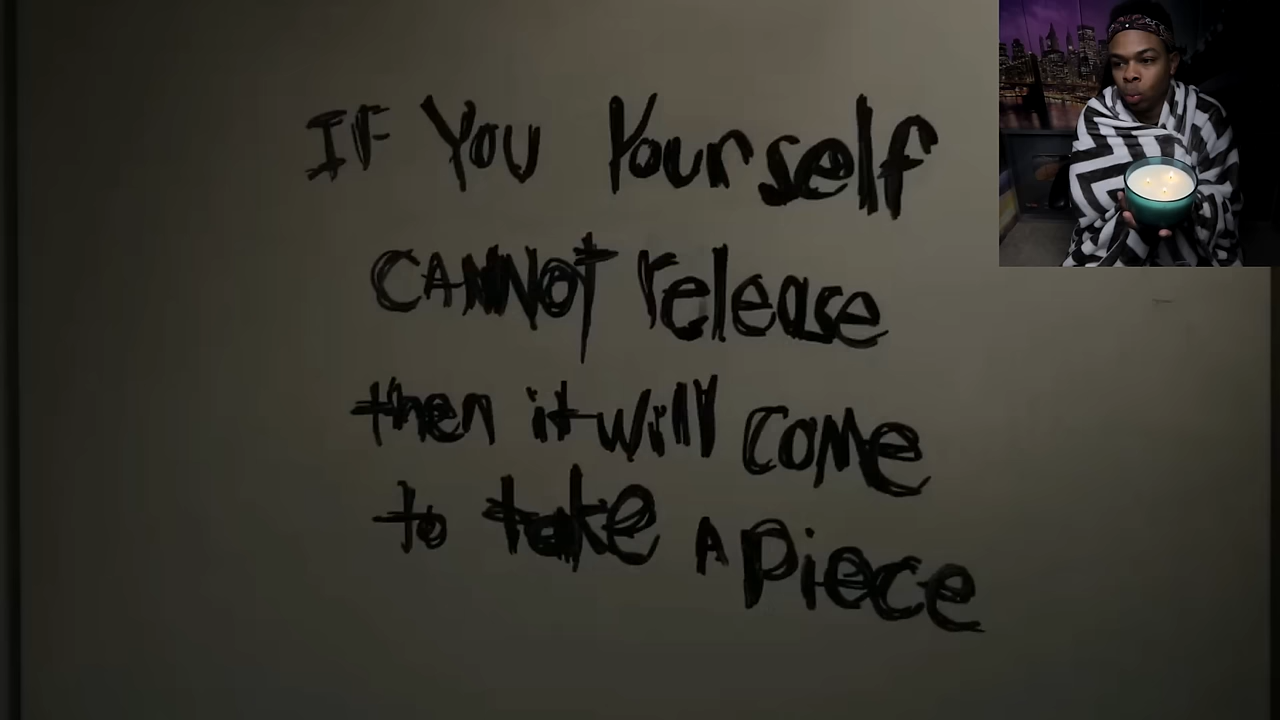 IF You Yourself
CANNOT release
then it will come
to take A piece